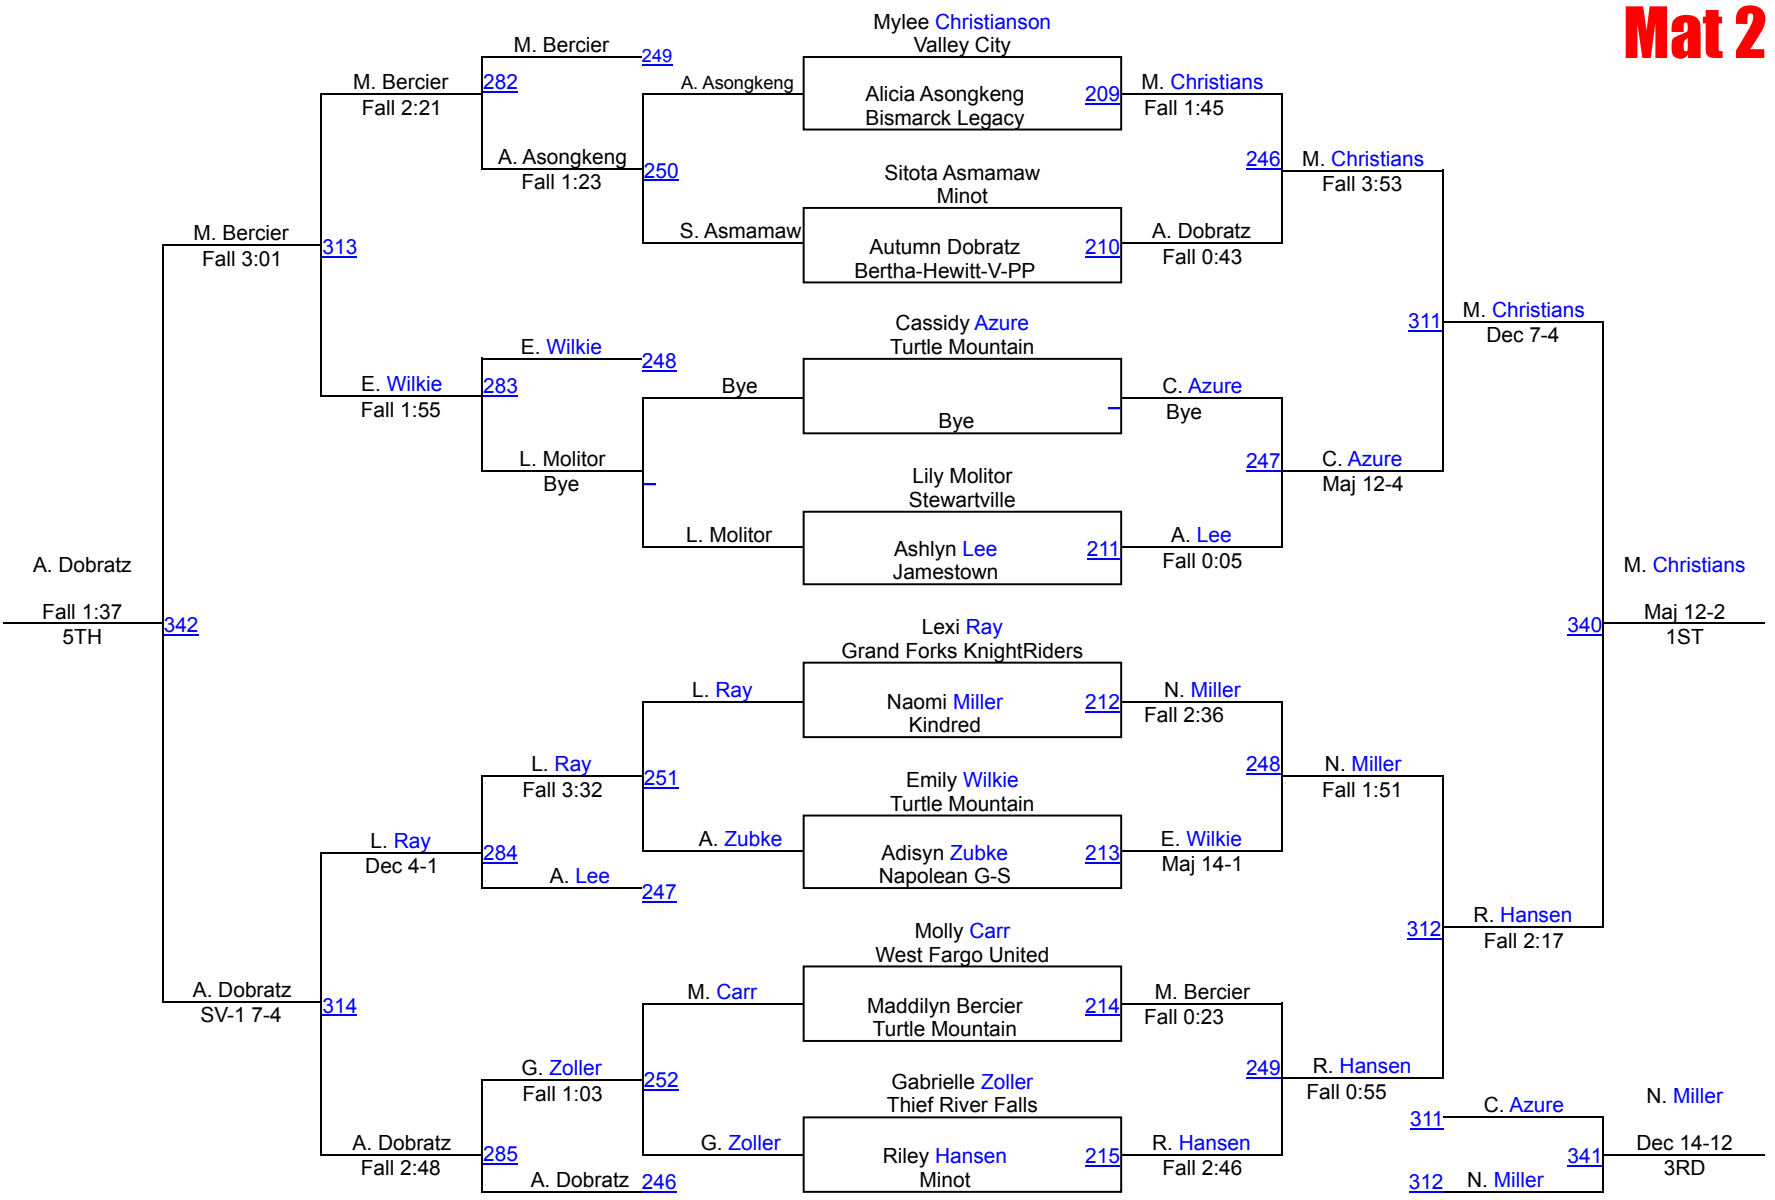 Mat 2
Mylee Christianson
Valley City
M. Bercier
249
M. Bercier
282
Fall 2:21
A. Asongkeng
Alicia Asongkeng
Bismarck Legacy
209
M. Christians
Fall 1:45
A. Asongkeng
Fall 1:23
250
Sitota Asmamaw
Minot
246
M. Christians
Fall 3:53
M. Bercier
Fall 3:01
313
S. Asmamaw
Autumn Dobratz
Bertha-Hewitt-V-PP
210
A. Dobratz
Fall 0:43
Cassidy Azure
Turtle Mountain
311
M. Christians
Dec 7-4
E. Wilkie
248
E. Wilkie
Fall 1:55
283
Bye
Bye
C. Azure
Bye
L. Molitor
Bye
Lily Molitor
Stewartville
247
C. Azure
Maj 12-4
L. Molitor
Ashlyn Lee
Jamestown
211
A. Lee
Fall 0:05
A. Dobratz
Fall 1:37
5TH
342
M. Christians
340
Maj 12-2
1ST
Lexi Ray
Grand Forks KnightRiders
L. Ray
Naomi Miller
Kindred
212
N. Miller
Fall 2:36
L. Ray
Fall 3:32
251
Emily Wilkie
Turtle Mountain
248
N. Miller
Fall 1:51
L. Ray
Dec 4-1
284
A. Zubke
Adisyn Zubke
Napolean G-S
213
E. Wilkie
Maj 14-1
A. Lee
247
Molly Carr
West Fargo United
312
R. Hansen
Fall 2:17
A. Dobratz
SV-1 7-4
314
M. Carr
Maddilyn Bercier
Turtle Mountain
214
M. Bercier
Fall 0:23
G. Zoller
Fall 1:03
252
Gabrielle Zoller
Thief River Falls
249
R. Hansen
Fall 0:55
A. Dobratz
Fall 2:48
285
G. Zoller
Riley Hansen
Minot
215
R. Hansen
Fall 2:46
A. Dobratz
246
311
C. Azure
N. Miller
341
Dec 14-12
3RD
312
N. Miller